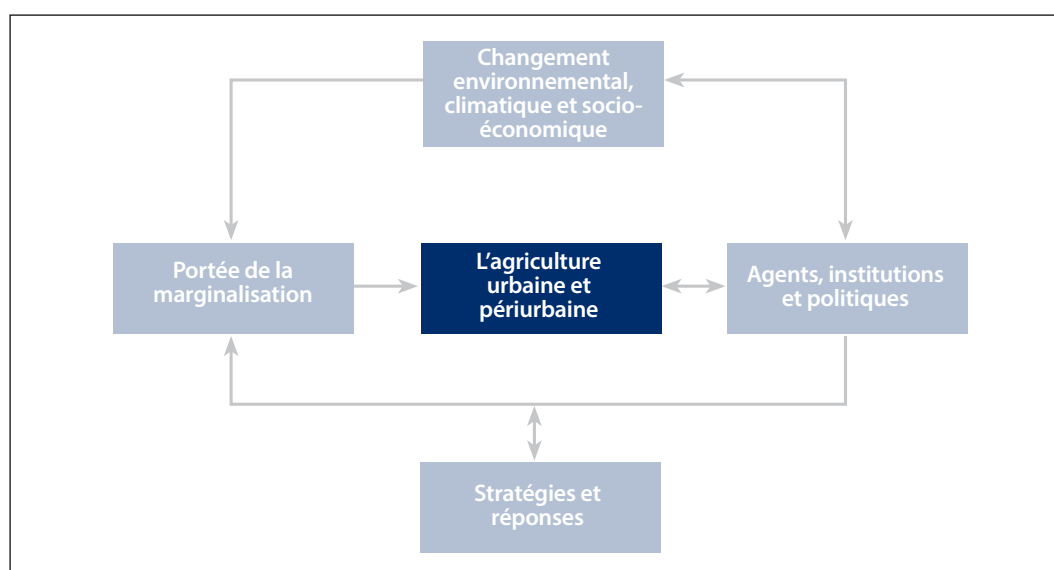 Changement
environnemental,
climatique et socio-
économique
Portée de la
marginalisation
L'agriculture
urbaine et
périurbaine
Agents, institutions
et politiques
Stratégies et
réponses